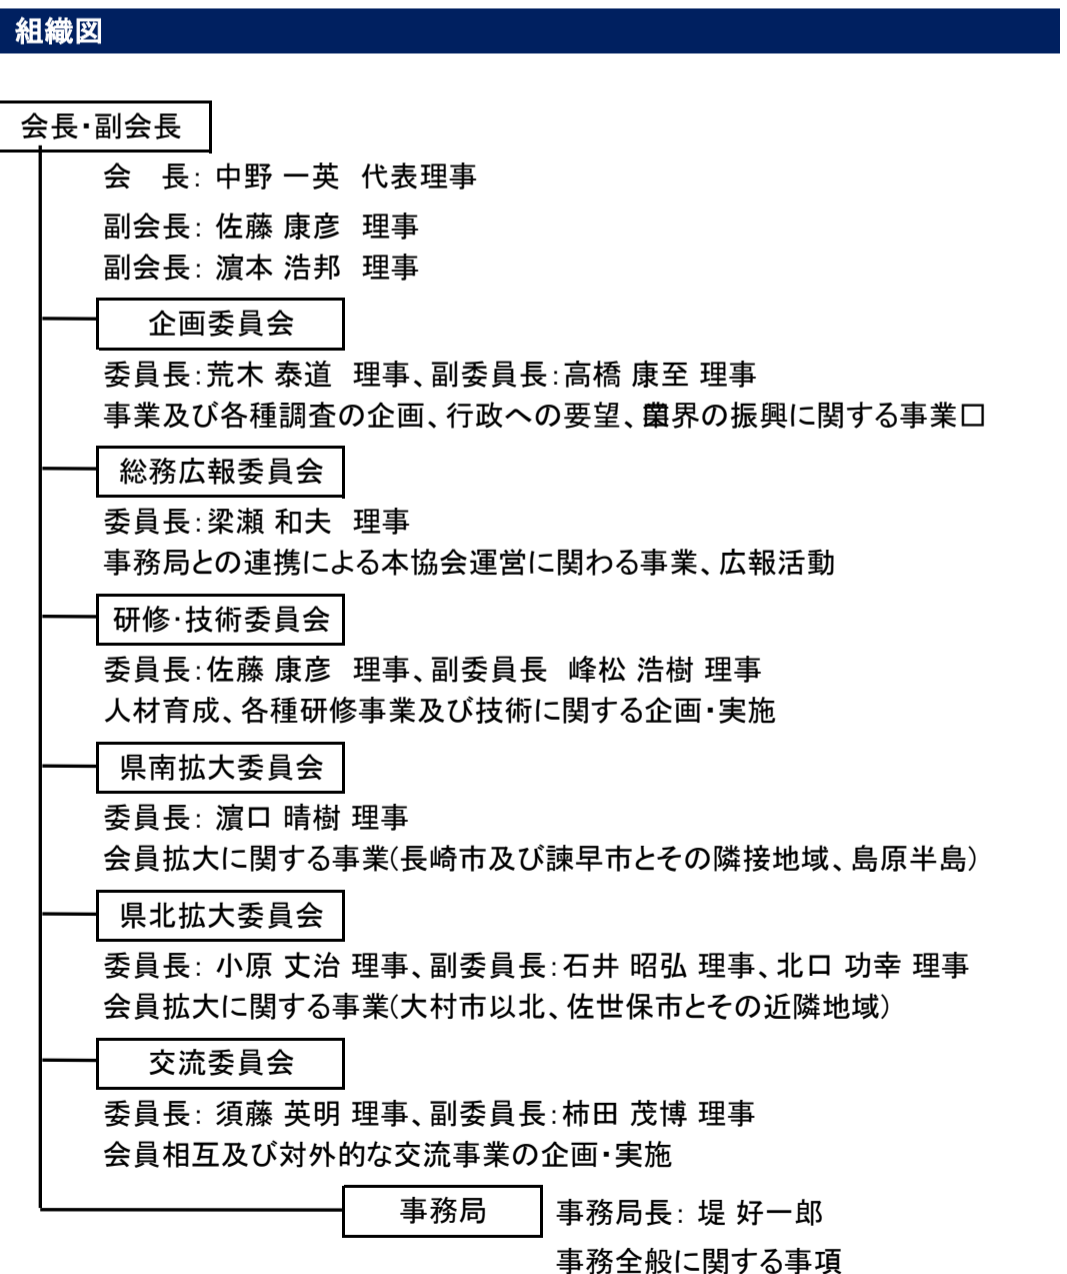 組織図
会長・副会長
会　長： 中野 一英　代表理事
副会長： 佐藤 康彦　理事
副会長： 濵本 浩邦　理事
企画委員会
委員長：荒木 泰道　理事、副委員長：高橋 康至 理事
事業及び各種調査の企画、行政への要望、業界の振興に関する事業□
総務広報委員会
委員長：梁瀬 和夫　理事
事務局との連携による本協会運営に関わる事業、広報活動
研修・技術委員会
委員長：佐藤 康彦　理事、副委員長　峰松 浩樹 理事
人材育成、各種研修事業及び技術に関する企画・実施
県南拡大委員会
委員長： 濵口 晴樹 理事
会員拡大に関する事業(長崎市及び諫早市とその隣接地域、島原半島)
県北拡大委員会
委員長： 小原 丈治 理事、副委員長：石井 昭弘 理事、北口 功幸 理事
会員拡大に関する事業(大村市以北、佐世保市とその近隣地域)
交流委員会
委員長： 須藤 英明 理事、副委員長：柿田 茂博 理事
会員相互及び対外的な交流事業の企画・実施
事務局
事務局長： 堤 好一郎
事務全般に関する事項